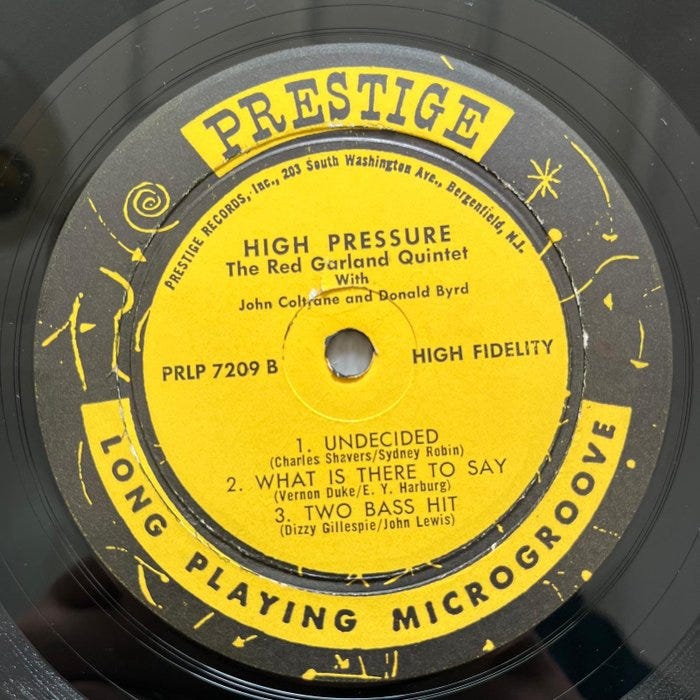 PRESTIGE
PRESTIGE RECORDS, Inc., 203 South Washington Ave., Bergenfield, N.J.
HIGH PRESSURE
The Red Garland Quintet
With
John Coltrane and Donald Byrd
PRLP 7209 B
HIGH FIDELITY
1. UNDECIDED
(Charles Shavers/Sydney Robin)
2. WHAT IS THERE TO SAY
(Vernon Duke/E. Y. Harburg)
3. TWO BASS HIT
(Dizzy Gillespie/John Lewis)
LONG PLAYING MICROGROOVE